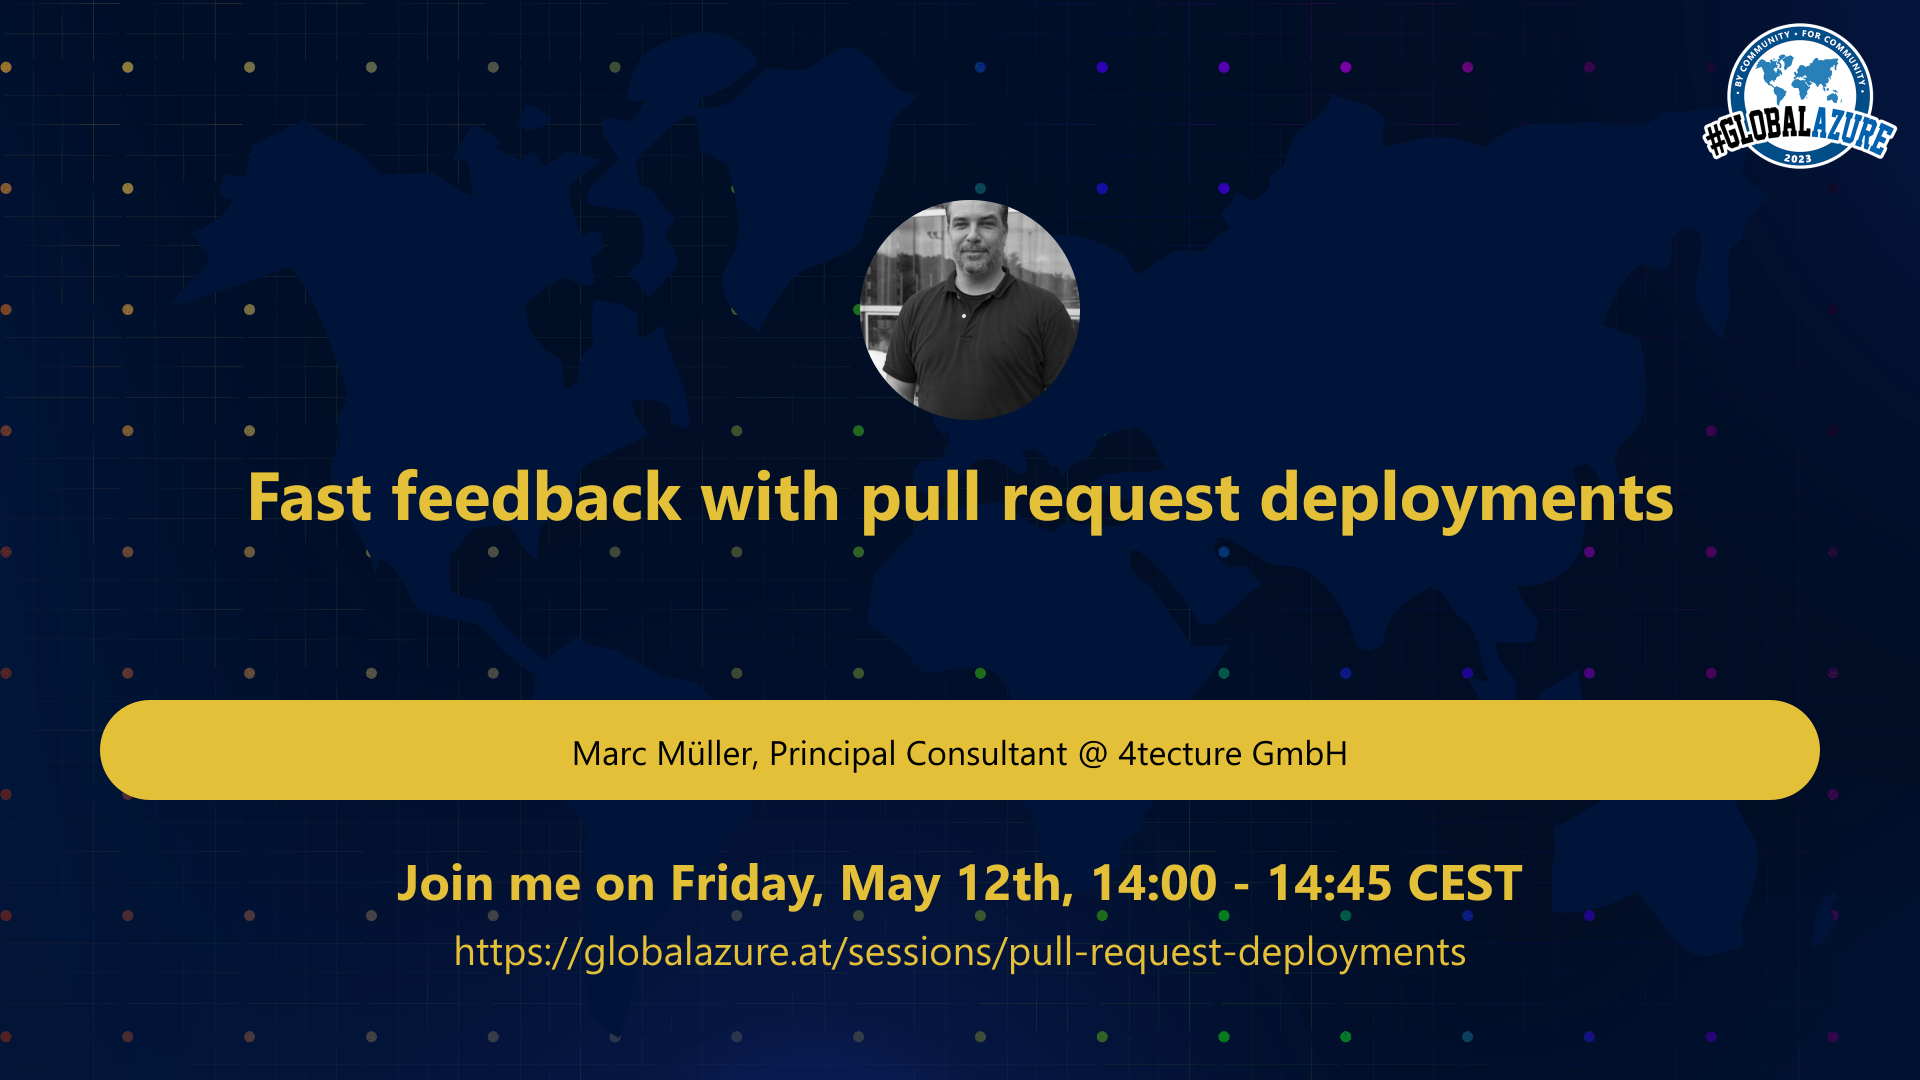 • BY COMMUNITY • FOR COMMUNITY •
#GLOBALAZURE
2023
Fast feedback with pull request deployments
Marc Müller, Principal Consultant @ 4tecture GmbH
Join me on Friday, May 12th, 14:00 - 14:45 CEST
https://globalazure.at/sessions/pull-request-deployments